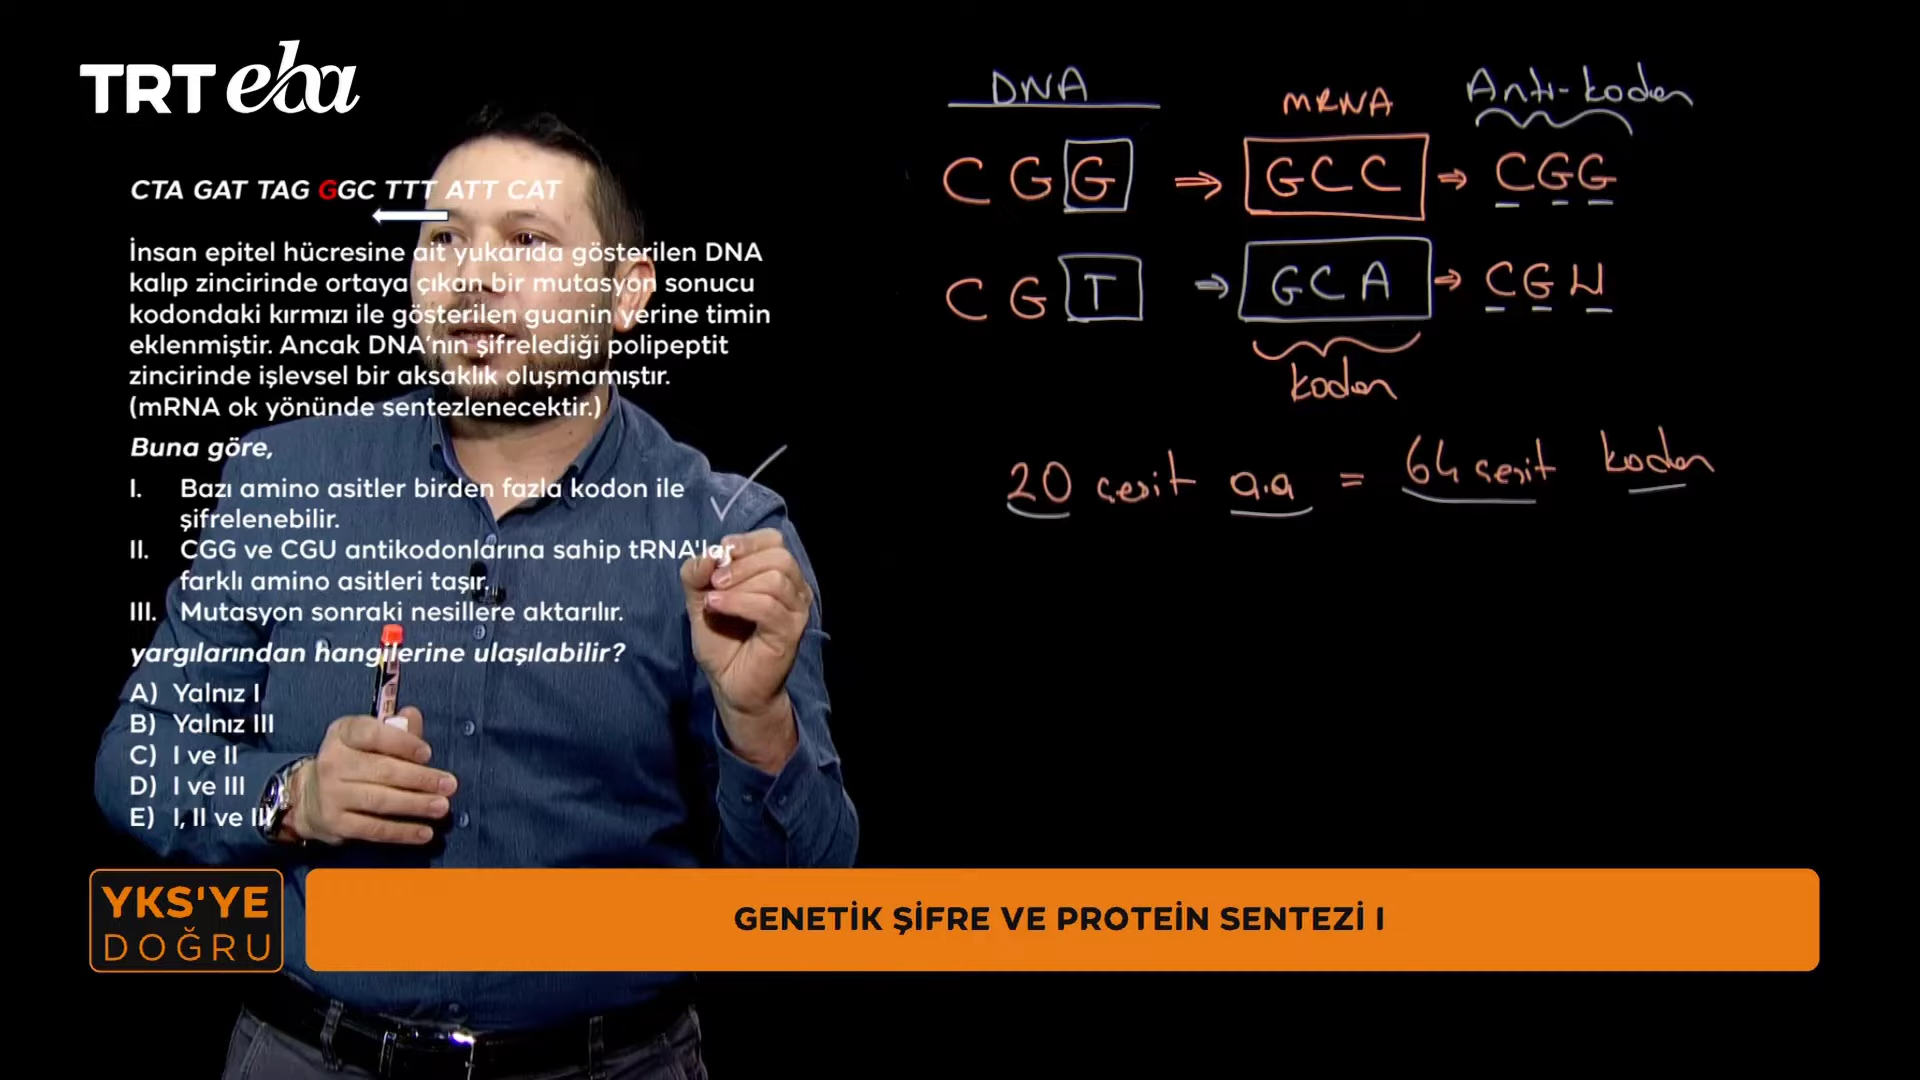 TRT eba
CTA GAT TAG GGC TTT ATT CAT
İnsan epitel hücresine ait yukarıda gösterilen DNA
kalıp zincirinde ortaya çıkan bir mutasyon sonucu
kodondaki kırmızı ile gösterilen guanin yerine timin
eklenmiştir. Ancak DNA’nın şifrelediği polipeptit
zincirinde işlevsel bir aksaklık oluşmamıştır.
(mRNA ok yönünde sentezlenecektir.)
Buna göre,
I. Bazı amino asitler birden fazla kodon ile
şifrelenebilir.
II. CGG ve CGU antikodonlarına sahip tRNA'lar
farklı amino asitleri taşır.
III. Mutasyon sonraki nesillere aktarılır.
yargılarından hangilerine ulaşılabilir?
A) Yalnız I
B) Yalnız III
C) I ve II
D) I ve III
E) I, II ve III
DNA mRNA Anti-kodon
CGG ⇒ GCC ⇒ CGG
CGT ⇒ GCA ⇒ CGU
kodon
20 çeşit a.a = 64 çeşit kodon
YKS'YE
DOĞRU
GENETİK ŞİFRE VE PROTEİN SENTEZİ I